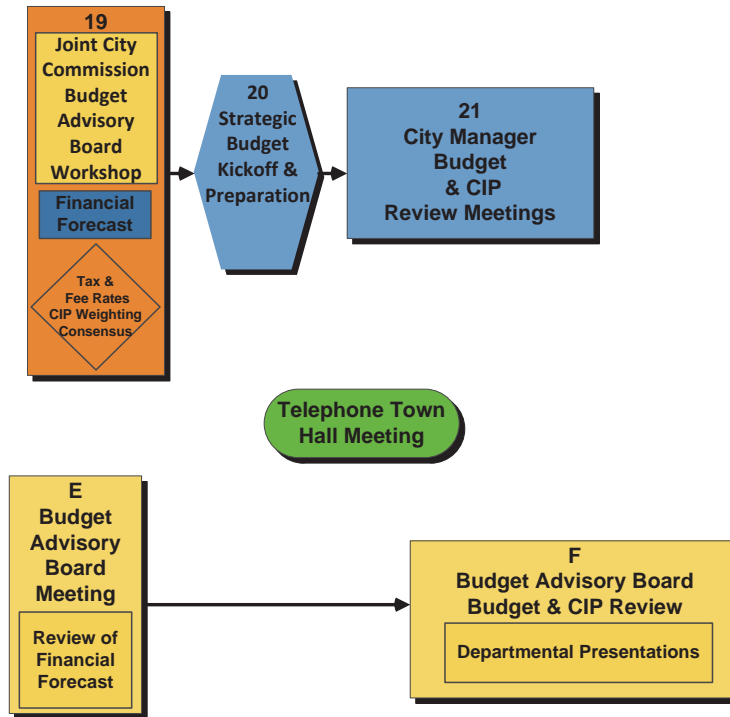 19
Joint City
Commission
Budget
Advisory
Board
Workshop
Financial
Forecast
Tax &
Fee Rates
CIP Weighting
Consensus
20
Strategic
Budget
Kickoff &
Preparation
21
City Manager
Budget
& CIP
Review Meetings
Telephone Town
Hall Meeting
E
Budget
Advisory
Board
Meeting
Review of
Financial
Forecast
F
Budget Advisory Board
Budget & CIP Review
Departmental Presentations